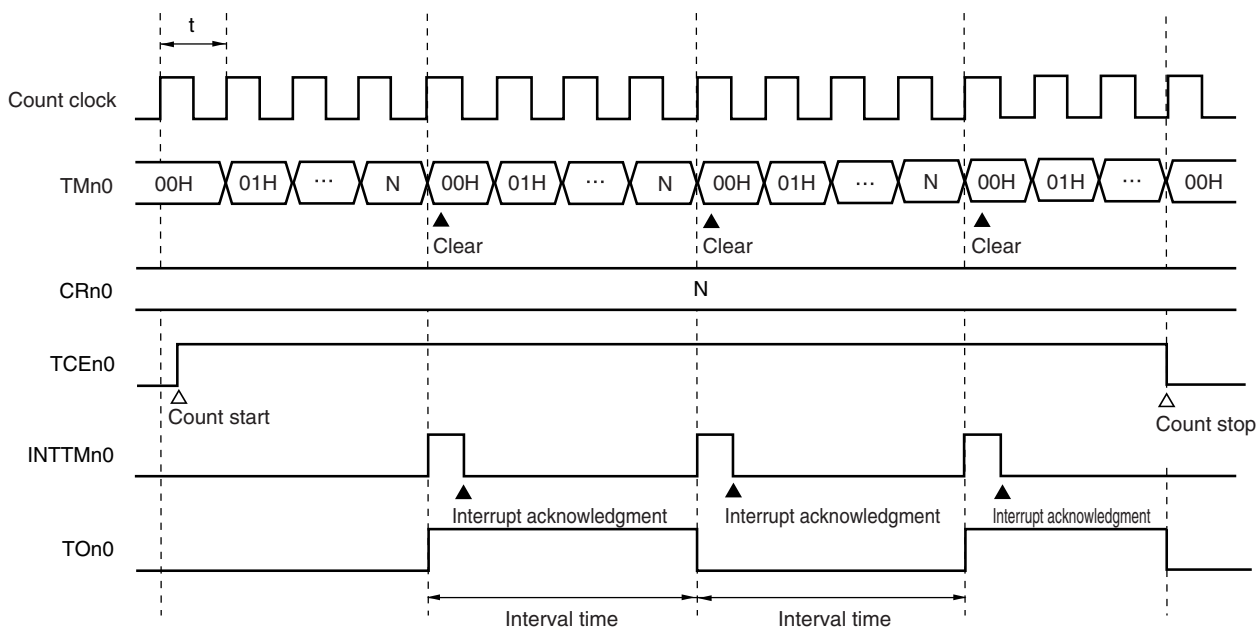 t
Count clock
TMn0 00H 01H ... N 00H 01H ... N 00H 01H ... N 00H 01H ... 00H
Clear Clear Clear
CRn0 N
TCEn0
Count start Count stop
INTTMn0
Interrupt acknowledgment Interrupt acknowledgment Interrupt acknowledgment
TOn0
Interval time Interval time